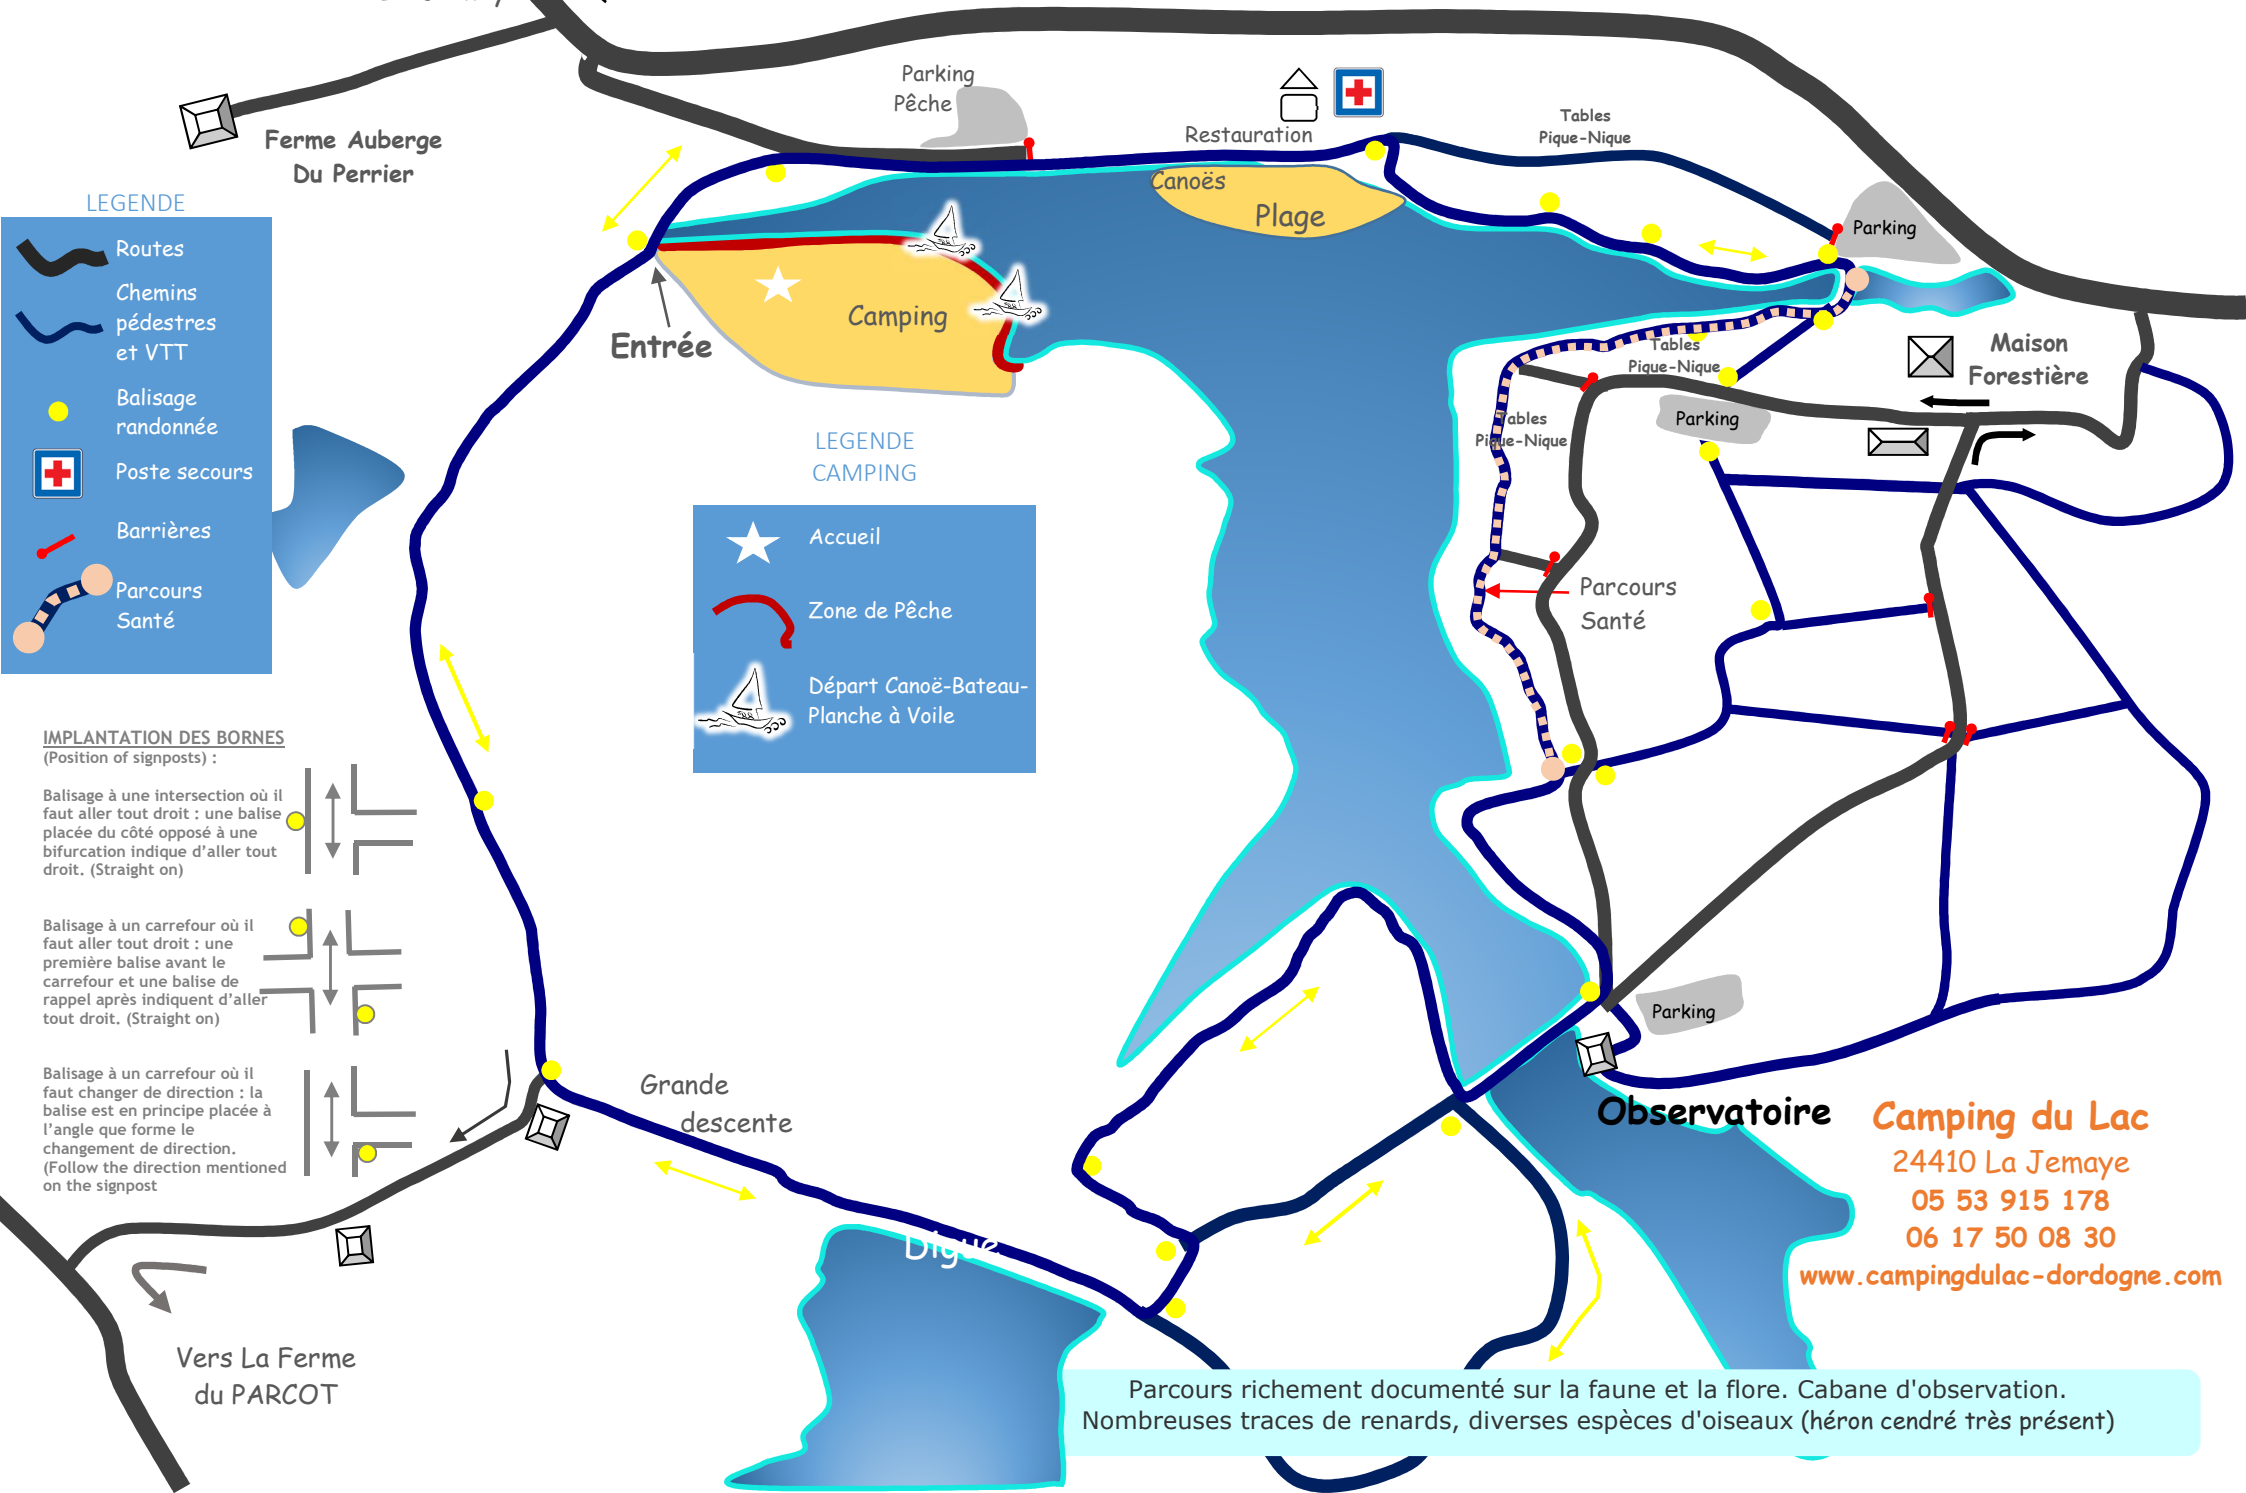 Parking
Pêche
Restauration
Tables
Pique-Nique
Ferme Auberge
Du Perrier
Canoës
Plage
Parking
LEGENDE
Routes
Chemins
pédestres
et VTT
Balisage
randonnée
Poste secours
Barrières
Parcours
Santé
Camping
Entrée
Tables
Pique-Nique
Maison
Forestière
Parking
Tables
Pique-Nique
LEGENDE
CAMPING
Accueil
Zone de Pêche
Départ Canoë-Bateau-
Planche à Voile
Parcours
Santé
IMPLANTATION DES BORNES
(Position of signposts) :
Balisage à une intersection où il
faut aller tout droit : une balise
placée du côté opposé à une
bifurcation indique d’aller tout
droit. (Straight on)
Balisage à un carrefour où il
faut aller tout droit : une
première balise avant le
carrefour et une balise de
rappel après indiquent d’aller
tout droit. (Straight on)
Balisage à un carrefour où il
faut changer de direction : la
balise est en principe placée à
l’angle que forme le
changement de direction.
(Follow the direction mentioned
on the signpost
Grande
descente
Parking
Observatoire
Digue
Camping du Lac
24410 La Jemaye
05 53 915 178
06 17 50 08 30
www.campingdulac-dordogne.com
Vers La Ferme
du PARCOT
Parcours richement documenté sur la faune et la flore. Cabane d'observation.
Nombreuses traces de renards, diverses espèces d'oiseaux (héron cendré très présent)